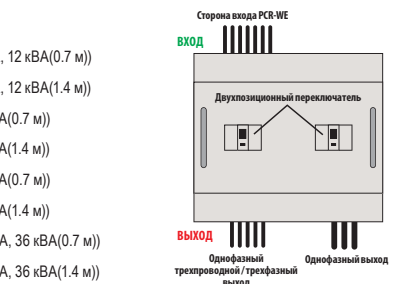 , 12 кВА(0.7 м))
, 12 кВА(1.4 м))
А(0.7 м))
А(1.4 м))
А(0.7 м))
А(1.4 м))
А, 36 кВА(0.7 м))
А, 36 кВА(1.4 м))
Сторона входа PCR-WE
ВХОД
Двухпозиционный переключатель
ВЫХОД
Однофазный
трехпроводной / трехфазный
выход
Однофазный выход